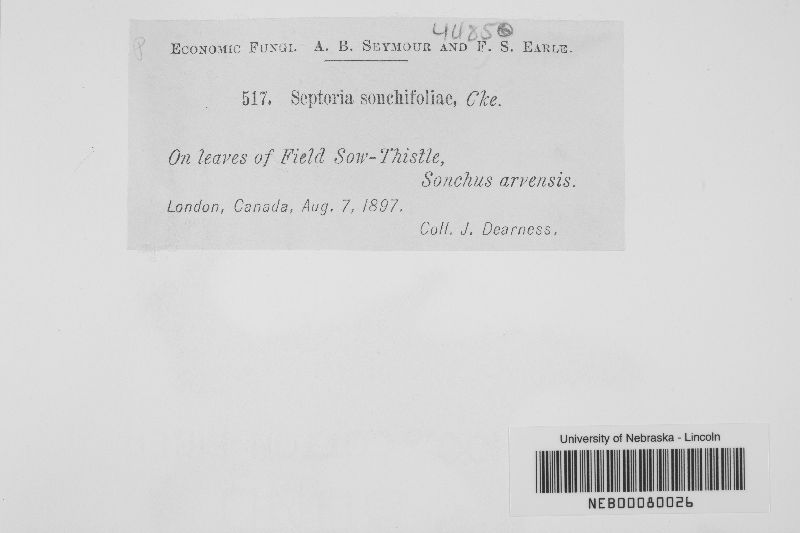 Economic Fungi. A. B. Seymour and F. S. Earle.
517. Septoria sonchifoliae, Cke.
On leaves of Field Sow-Thistle,
Sonchus arvensis.
London, Canada, Aug. 7, 1897.
Coll. J. Dearness.
University of Nebraska - Lincoln
NEB00080026